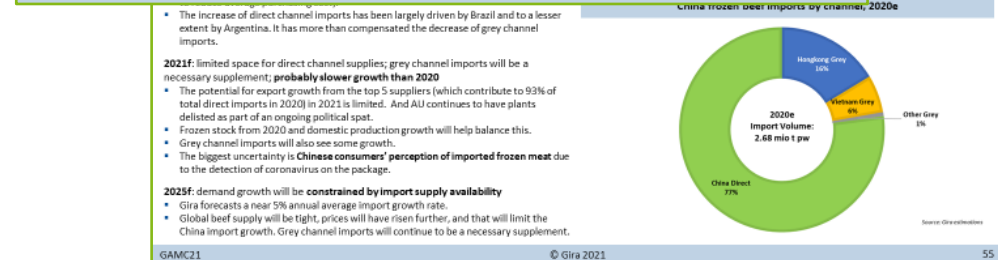 ▪ The increase of direct channel imports has been largely driven by Brazil and to a lesser
extent by Argentina. It has more than compensated the decrease of grey channel
imports.
2021f: limited space for direct channel supplies; grey channel imports will be a
necessary supplement; probably slower growth than 2020
▪ The potential for export growth from the top 5 suppliers (which contribute to 93% of
total direct imports in 2020) in 2021 is limited. And AU continues to have plants
delisted as part of an ongoing political spat.
▪ Frozen stock from 2020 and domestic production growth will help balance this.
▪ Grey channel imports will also see some growth.
▪ The biggest uncertainty is Chinese consumers' perception of imported frozen meat due
to the detection of coronavirus on the package.
2025f: demand growth will be constrained by import supply availability
▪ Gira forecasts a near 5% annual average import growth rate.
▪ Global beef supply will be tight, prices will have risen further, and that will limit the
China import growth. Grey channel imports will continue to be a necessary supplement.
China frozen beef imports by channel, 2020e
Hongkong Grey
16%
Vietnam Grey
6%
Other Grey
1%
2020e
Import Volume:
2.68 mio t pw
China Direct
77%
Source: Gira estimations
GAMC21
© Gira 2021
55